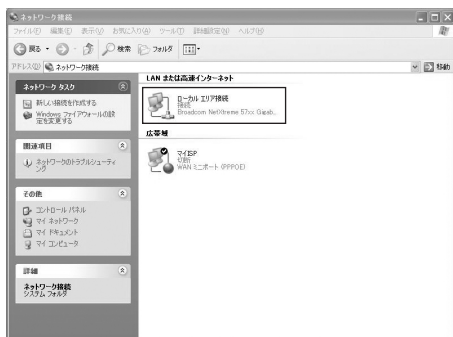 ネットワーク接続
ファイル(F) 編集(E) 表示(V) お気に入り(A) ツール(T) 詳細設定(N) ヘルプ(H)
戻る 検索 フォルダ
アドレス(D) ネットワーク接続 移動
ネットワーク タスク
新しい接続を作成する
Windows ファイアウォールの設定を変更する
関連項目
ネットワークのトラブルシューティング
その他
コントロール パネル
マイ ネットワーク
マイ ドキュメント
マイ コンピュータ
詳細
ネットワーク接続
システム フォルダ
LAN または高速インターネット
ローカル エリア接続
接続
Broadcom NetXtreme 57xx Gigab...
広帯域
マイISP
切断
WAN ミニポート (PPPOE)